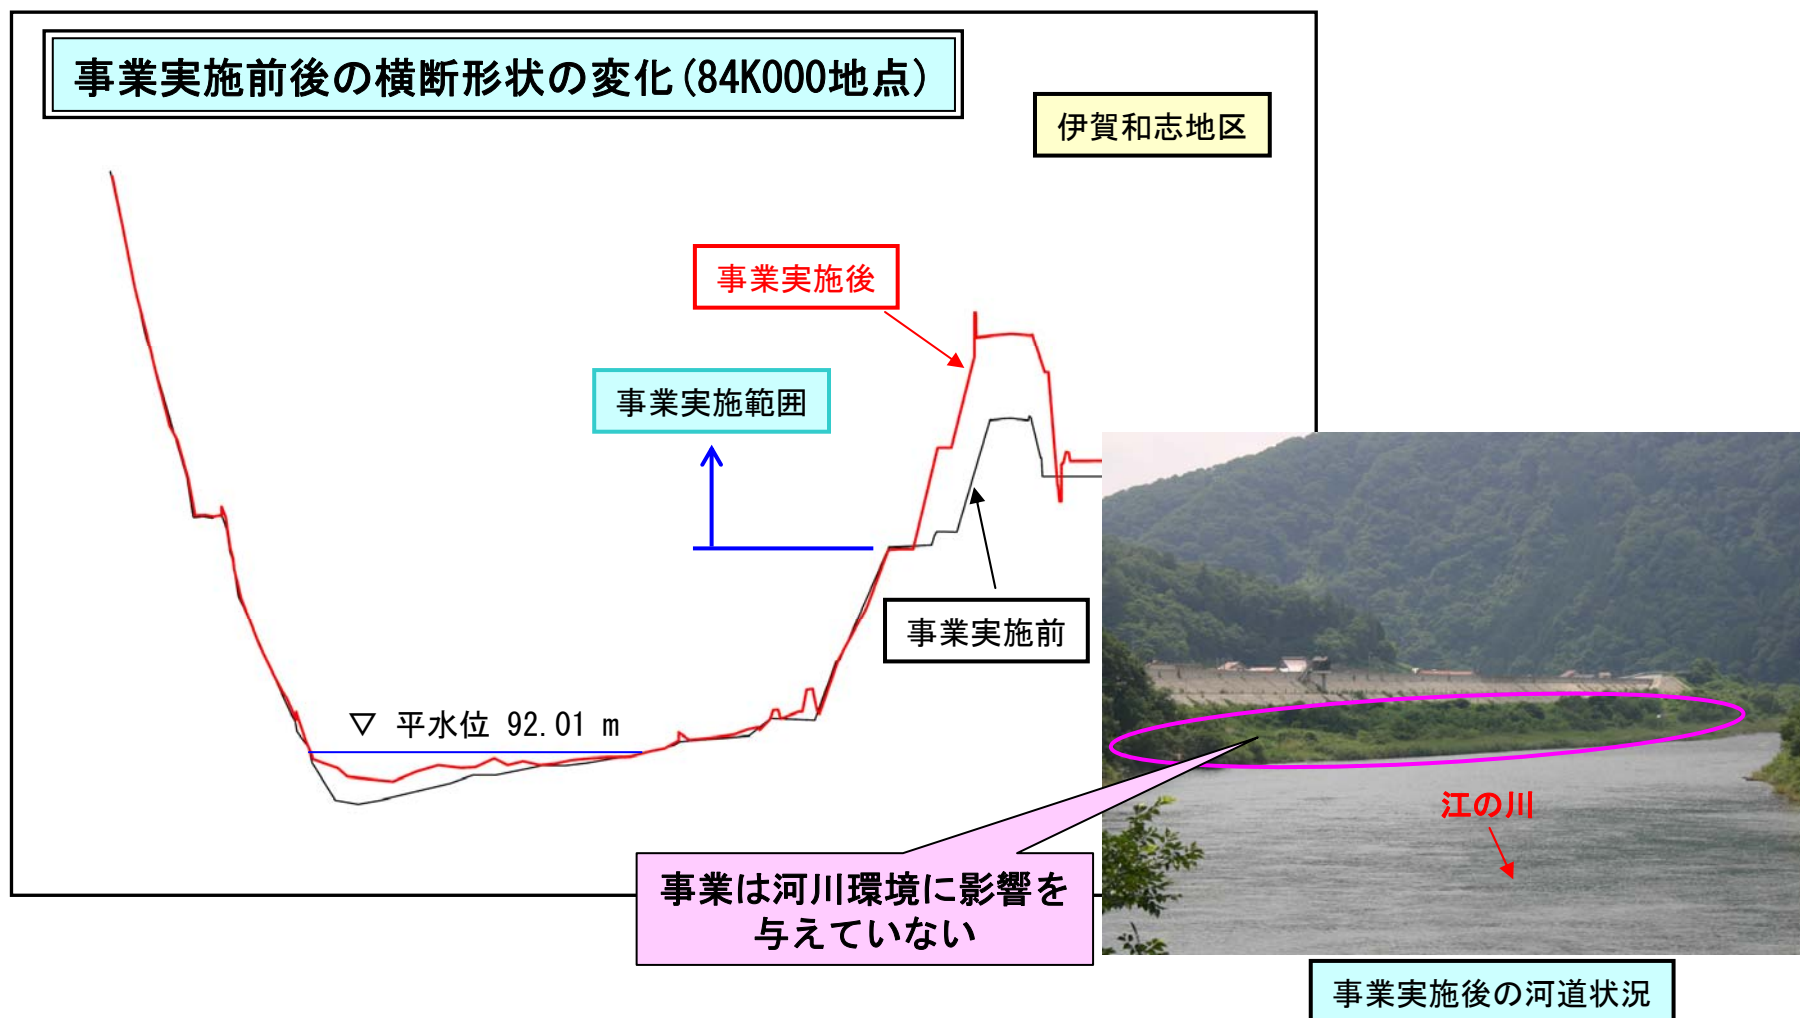 事業実施前後の横断形状の変化(84K000地点)
伊賀和志地区
事業実施後
事業実施範囲
事業実施前
▽ 平水位 92.01 m
江の川
事業は河川環境に影響を
与えていない
事業実施後の河道状況